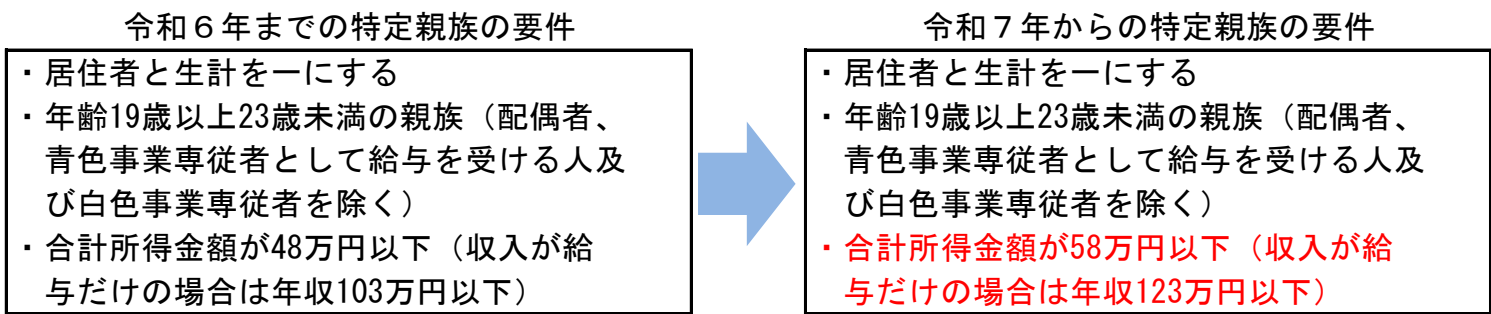 令和６年までの特定親族の要件
・居住者と生計を一にする
・年齢19歳以上23歳未満の親族（配偶者、
青色事業専従者として給与を受ける人及
び白色事業専従者を除く）
・合計所得金額が48万円以下（収入が給
与だけの場合は年収103万円以下）
令和７年からの特定親族の要件
・居住者と生計を一にする
・年齢19歳以上23歳未満の親族（配偶者、
青色事業専従者として給与を受ける人及
び白色事業専従者を除く）
・合計所得金額が58万円以下（収入が給
与だけの場合は年収123万円以下）